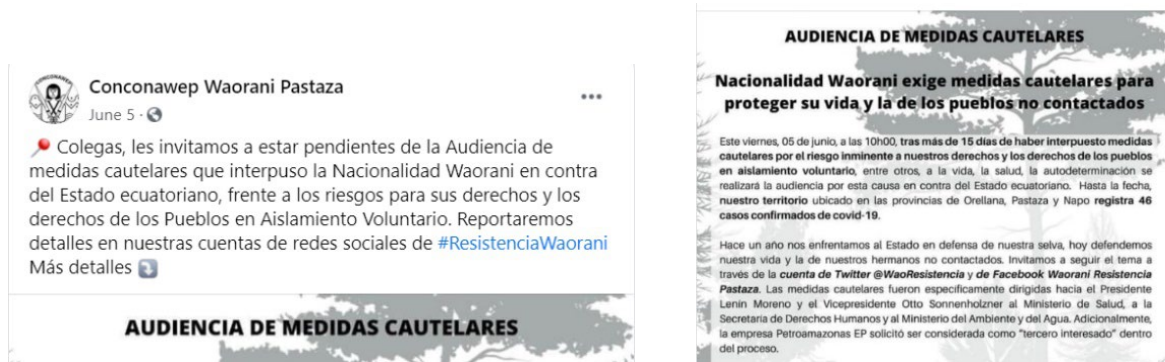 Conconawep Waorani Pastaza
June 5 ·
Colegas, les invitamos a estar pendientes de la Audiencia de
medidas cautelares que interpuso la Nacionalidad Waorani en contra
del Estado ecuatoriano, frente a los riesgos para sus derechos y los
derechos de los Pueblos en Aislamiento Voluntario. Reportaremos
detalles en nuestras cuentas de redes sociales de #ResistenciaWaorani
Más detalles
AUDIENCIA DE MEDIDAS CAUTELARES
AUDIENCIA DE MEDIDAS CAUTELARES
Nacionalidad Waorani exige medidas cautelares para
proteger su vida y la de los pueblos no contactados
Este viernes, 05 de junio, a las 10h00, tras más de 15 días de haber interpuesto medidas
cautelares por el riesgo inminente a nuestros derechos y los derechos de los pueblos
en aislamiento voluntario, entre otros, a la vida, la salud, la autodeterminación se
realizará la audiencia por esta causa en contra del Estado ecuatoriano. Hasta la fecha,
nuestro territorio ubicado en las provincias de Orellana, Pastaza y Napo registra 46
casos confirmados de covid-19.
Hace un año nos enfrentamos al Estado en defensa de nuestra selva, hoy defendemos
nuestra vida y la de nuestros hermanos no contactados. Invitamos a seguir el tema a
través de la cuenta de Twitter @WaoResistencia y de Facebook Waorani Resistencia
Pastaza. Las medidas cautelares fueron específicamente dirigidas hacia el Presidente
Lenin Moreno y el Vicepresidente Otto Sonnenholzner al Ministerio de Salud, a la
Secretaria de Derechos Humanos y al Ministerio del Ambiente y del Agua. Adicionalmente,
la empresa Petroamazonas EP solicitó ser considerada como "tercero interesado" dentro
del proceso.